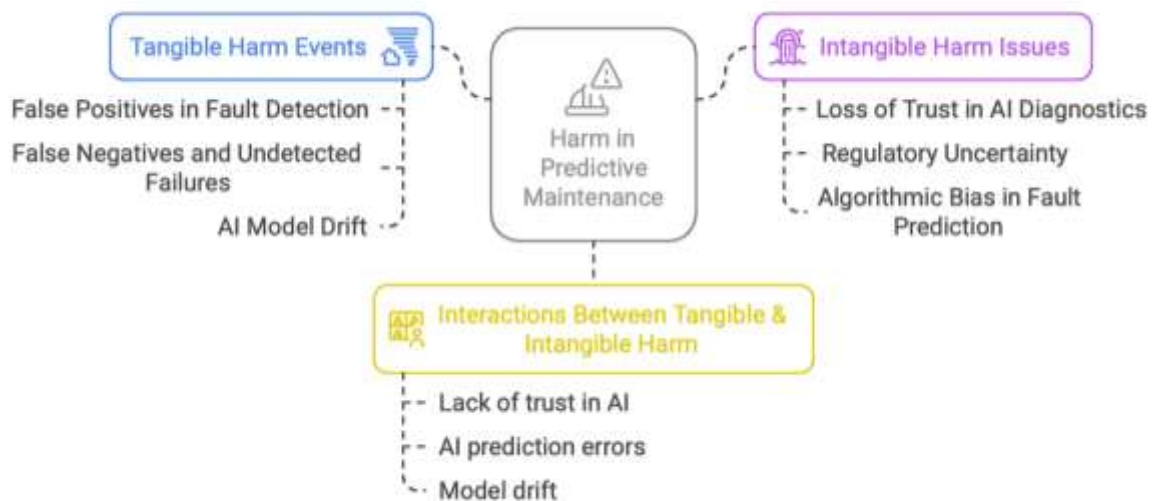 Tangible Harm Events
False Positives in Fault Detection
False Negatives and Undetected
Failures
AI Model Drift
Harm in
Predictive
Maintenance
Intangible Harm Issues
Loss of Trust in AI Diagnostics
Regulatory Uncertainty
Algorithmic Bias in Fault
Prediction
Interactions Between Tangible &
Intangible Harm
Lack of trust in AI
AI prediction errors
Model drift